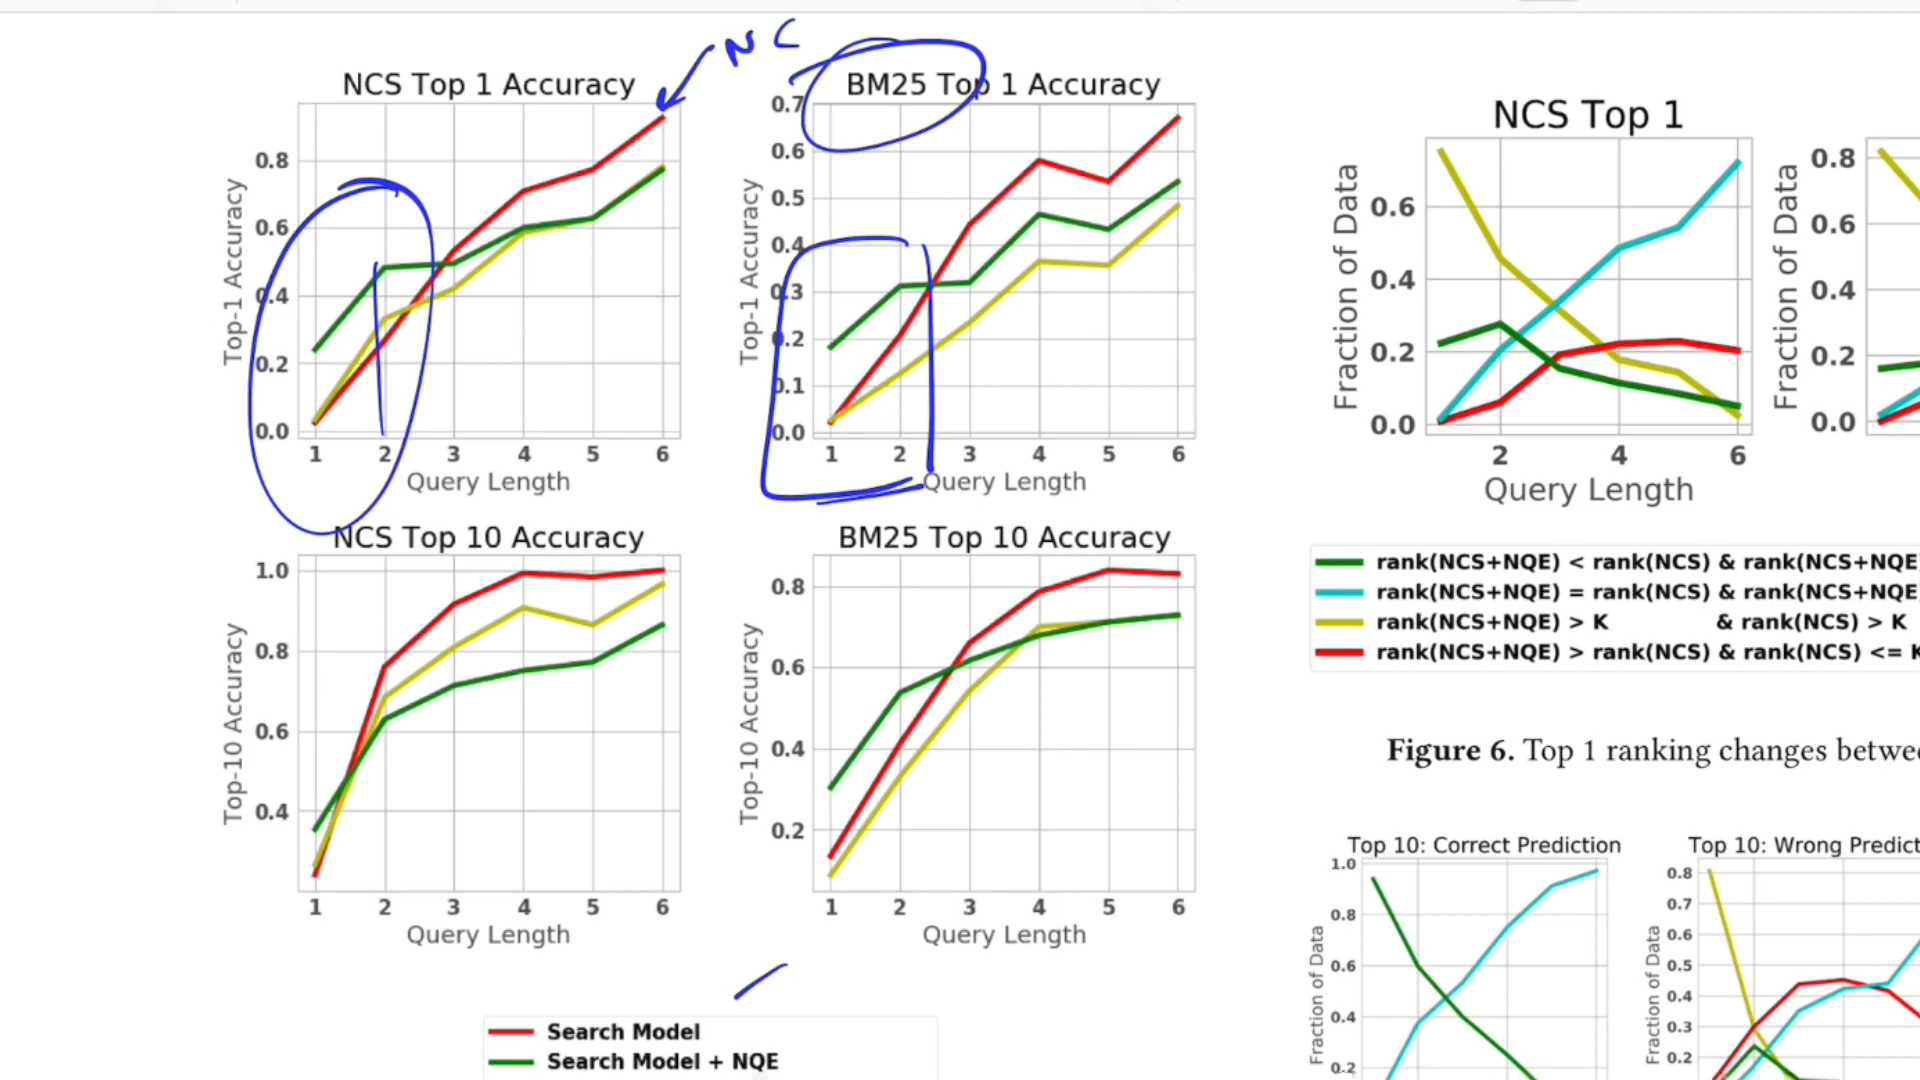 N C
NCS Top 1 Accuracy
Top-1 Accuracy
0.8
0.6
0.4
0.2
0.0
1 2 3 4 5 6
Query Length
BM25 Top 1 Accuracy
Top-1 Accuracy
0.7
0.6
0.5
0.4
0.3
0.2
0.1
0.0
1 2 3 4 5 6
Query Length
NCS Top 10 Accuracy
Top-10 Accuracy
1.0
0.8
0.6
0.4
1 2 3 4 5 6
Query Length
BM25 Top 10 Accuracy
Top-10 Accuracy
0.8
0.6
0.4
0.2
1 2 3 4 5 6
Query Length
Search Model
Search Model + NQE
NCS Top 1
Fraction of Data
0.6
0.4
0.2
0.0
2 4 6
Query Length
Fraction of Data
0.8
0.6
0.4
0.2
0.0
rank(NCS+NQE) < rank(NCS) & rank(NCS+NQE)
rank(NCS+NQE) = rank(NCS) & rank(NCS+NQE)
rank(NCS+NQE) > K & rank(NCS) > K
rank(NCS+NQE) > rank(NCS) & rank(NCS) <= K
Figure 6. Top 1 ranking changes betwee
Top 10: Correct Prediction
Fraction of Data
1.0
0.8
0.6
0.4
0.2
Top 10: Wrong Predict
Fraction of Data
0.8
0.7
0.6
0.5
0.4
0.3
0.2